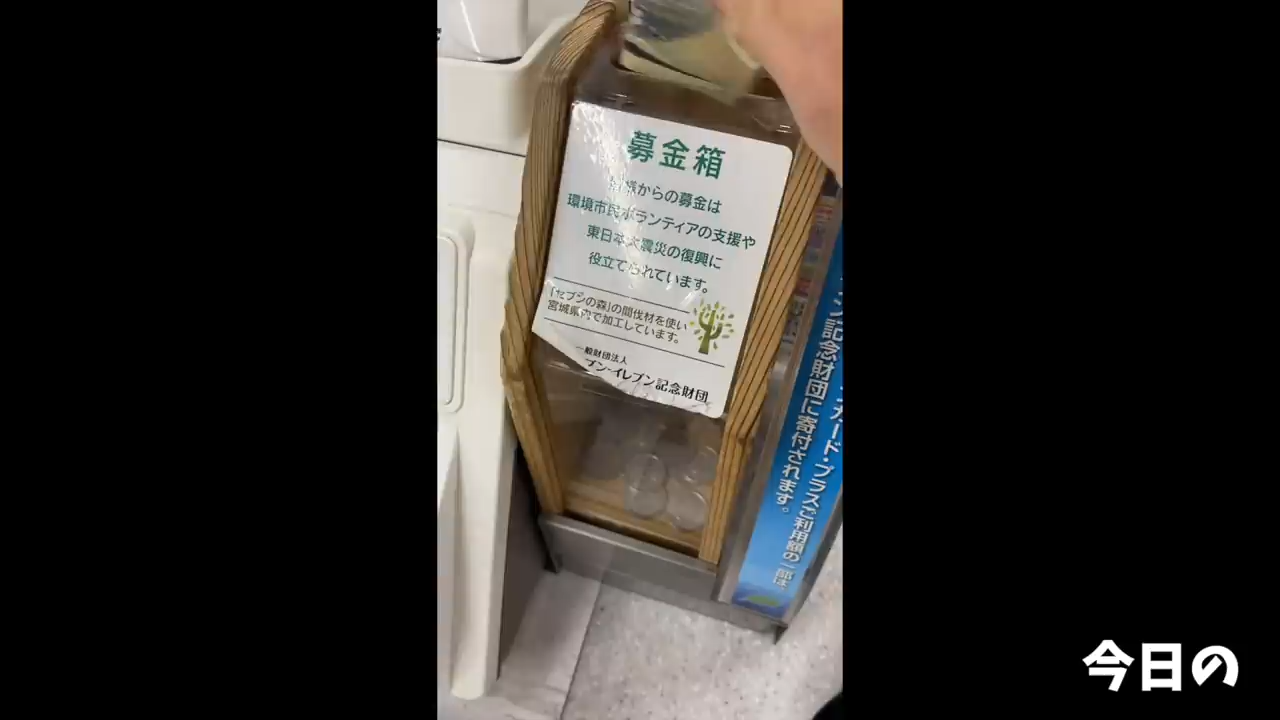 募金箱
皆様からの募金は
環境市民ボランティアの支援や
東日本大震災の復興に
役立てられています。
「セブンの森」の間伐材を使い
宮城県内で加工しています。
一般財団法人
ブン-イレブン記念財団
カード・プラスご利用額の一部は、
記念財団に寄付されます。
今日の